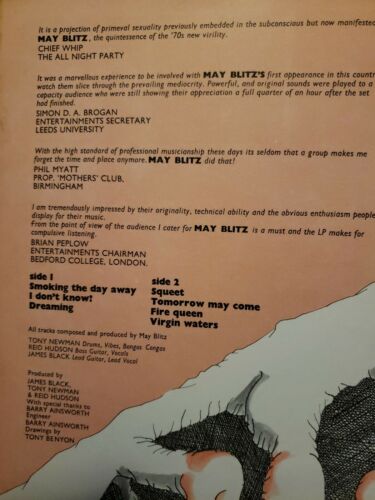 It is a projection of primeval sexuality previously embedded in the subconscious but now manifested
MAY BLITZ, the quintessence of the '70s new virility.
CHIEF WHIP
THE ALL NIGHT PARTY
It was a marvellous experience to be involved with MAY BLITZ'S first appearance in this countr
watch them slice through the prevailing mediocrity. Powerful, and original sounds were played to a
capacity audience who were still showing their appreciation a full quarter of an hour after the set
had finished.
SIMON D. A. BROGAN
ENTERTAINMENTS SECRETARY
LEEDS UNIVERSITY
With the high standard of professional musicianship these days its seldom that a group makes me
forget the time and place anymore. MAY BLITZ did that!
PHIL MYATT
PROP. 'MOTHERS' CLUB,
BIRMINGHAM
I am tremendously impressed by their originality, technical ability and the obvious enthusiasm people
display for their music.
From the point of view of the audience I cater for MAY BLITZ is a must and the LP makes for
compulsive listening.
BRIAN PEPLOW
ENTERTAINMENTS CHAIRMAN
BEDFORD COLLEGE, LONDON.
side 1
Smoking the day away
I don't know?
Dreaming
side 2
Squeet
Tomorrow may come
Fire queen
Virgin waters
All tracks composed and produced by May Blitz
TONY NEWMAN Drums, Vibes, Bongos Congas
REID HUDSON Bass Guitar, Vocals
JAMES BLACK Lead Guitar, Lead Vocal
Produced by
JAMES BLACK,
TONY NEWMAN
& REID HUDSON
With special thanks to
BARRY AINSWORTH
Engineer
BARRY AINSWORTH
Drawings by
TONY BENYON